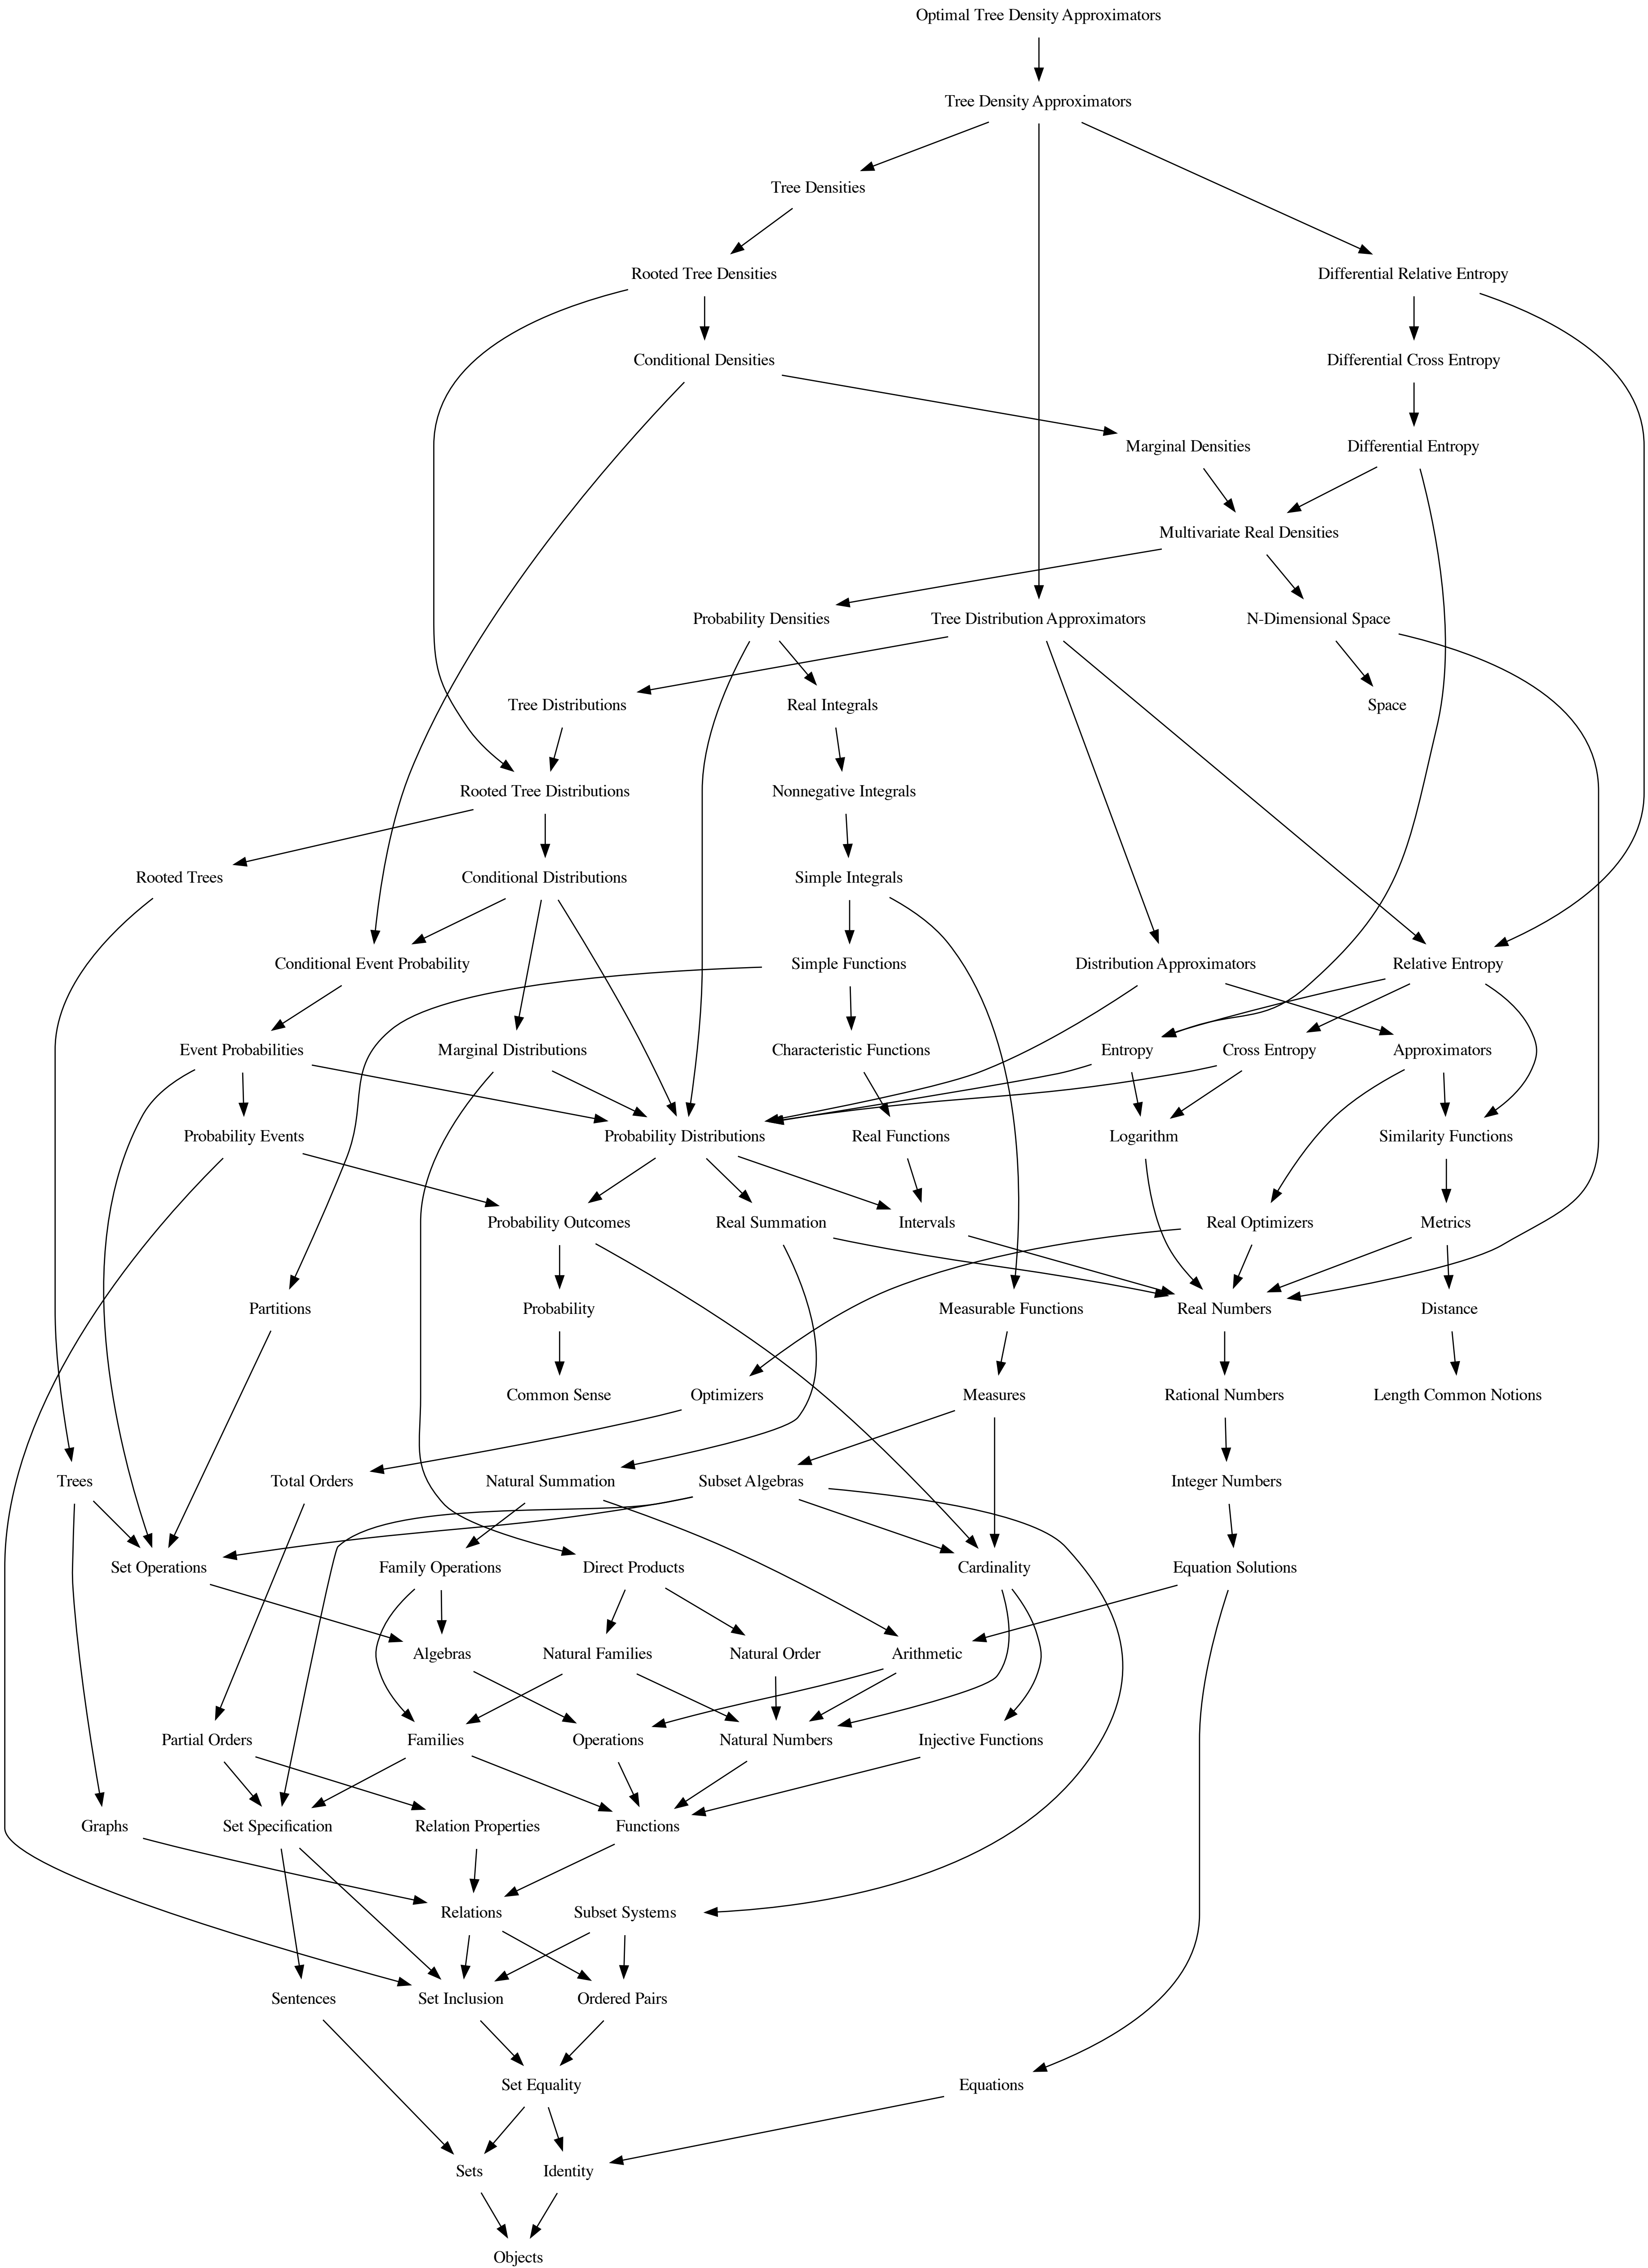 Optimal Tree Density Approximators
Tree Density Approximators
Tree Densities
Rooted Tree Densities
Differential Relative Entropy
Conditional Densities
Differential Cross Entropy
Marginal Densities
Differential Entropy
Multivariate Real Densities
Probability Densities
Tree Distribution Approximators
N-Dimensional Space
Tree Distributions
Real Integrals
Space
Rooted Tree Distributions
Nonnegative Integrals
Rooted Trees
Conditional Distributions
Simple Integrals
Conditional Event Probability
Simple Functions
Distribution Approximators
Relative Entropy
Event Probabilities
Marginal Distributions
Characteristic Functions
Entropy
Cross Entropy
Approximators
Probability Events
Probability Distributions
Real Functions
Logarithm
Similarity Functions
Probability Outcomes
Real Summation
Intervals
Real Optimizers
Metrics
Partitions
Probability
Measurable Functions
Real Numbers
Distance
Common Sense
Optimizers
Measures
Rational Numbers
Length Common Notions
Trees
Total Orders
Natural Summation
Subset Algebras
Integer Numbers
Set Operations
Family Operations
Direct Products
Cardinality
Equation Solutions
Algebras
Natural Families
Natural Order
Arithmetic
Partial Orders
Families
Operations
Natural Numbers
Injective Functions
Graphs
Set Specification
Relation Properties
Functions
Relations
Subset Systems
Sentences
Set Inclusion
Ordered Pairs
Set Equality
Equations
Sets
Identity
Objects